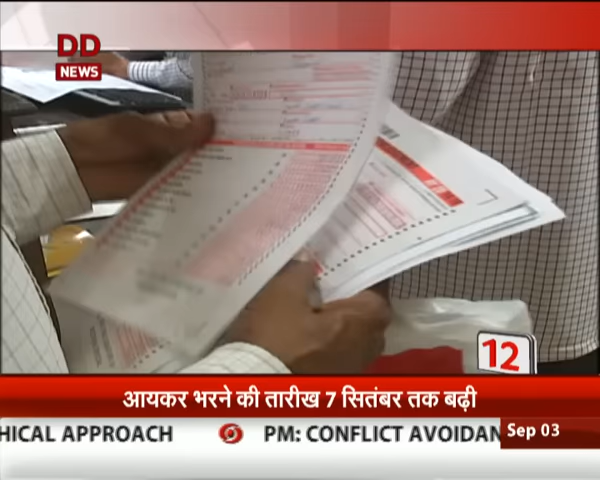 DD
NEWS
12
आयकर भरने की तारीख 7 सितंबर तक बढ़ी
HICAL APPROACH PM: CONFLICT AVOIDAN
Sep 03